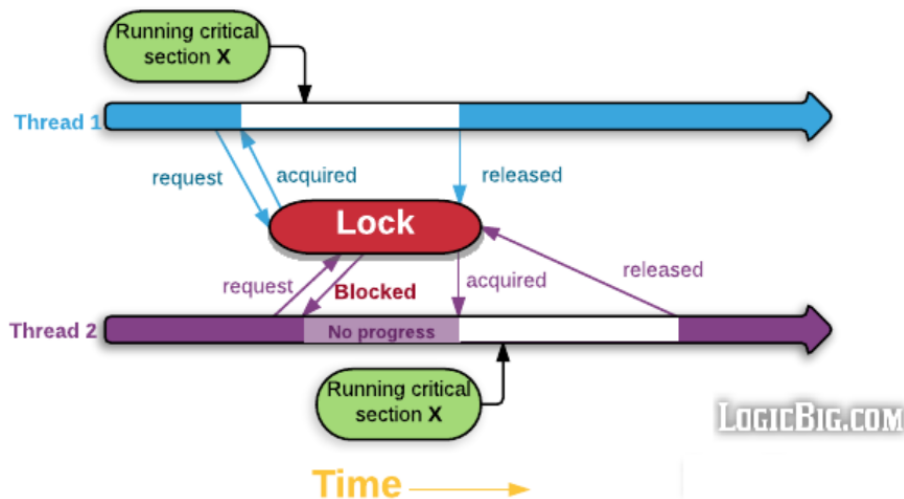 Running critical
section X
Thread 1
request
acquired
released
Lock
request
Blocked
acquired
released
Thread 2
No progress
Running critical
section X
LogicBig.com
Time